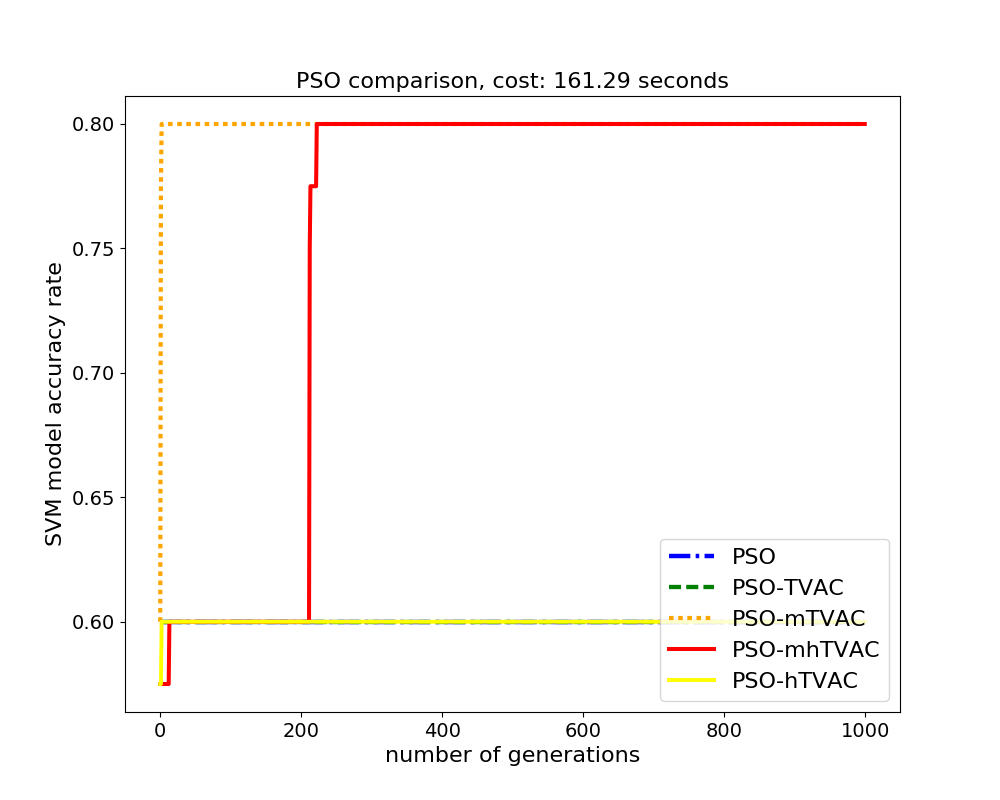 PSO comparison, cost: 161.29 seconds
SVM model accuracy rate
0.80
0.75
0.70
0.65
0.60
PSO
PSO-TVAC
PSO-mTVAC
PSO-mhTVAC
PSO-hTVAC
0 200 400 600 800 1000
number of generations